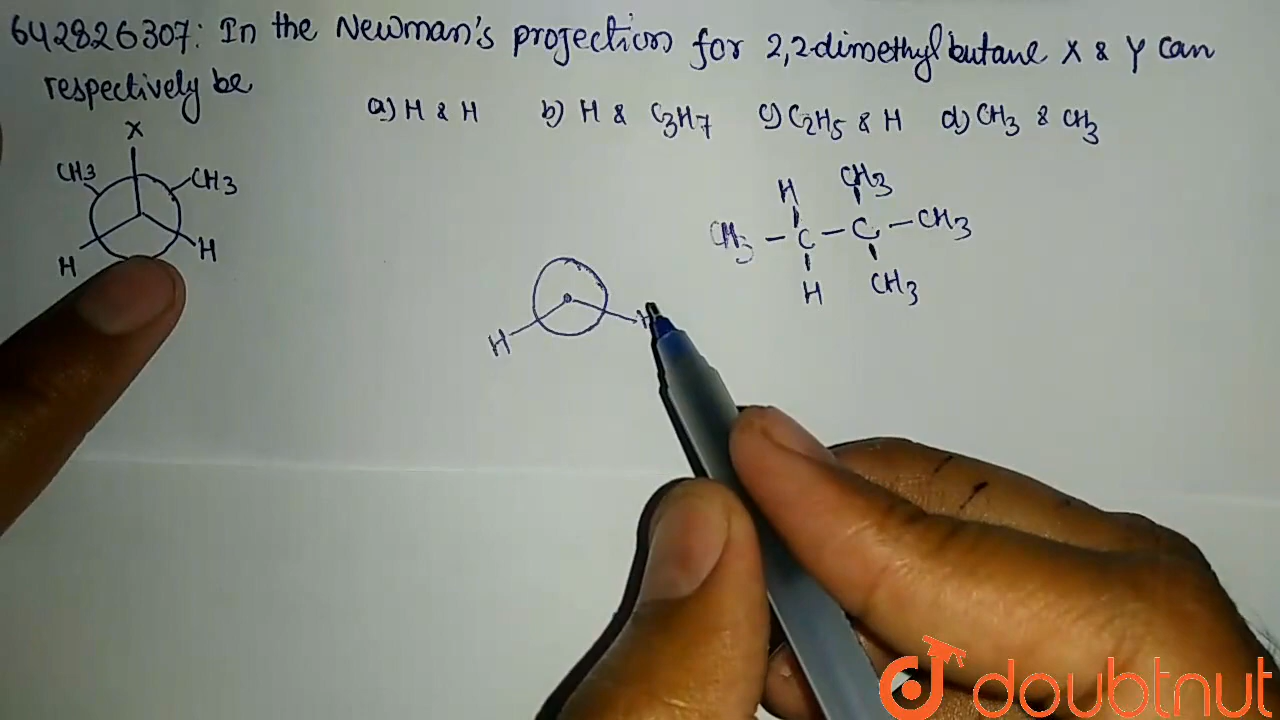 642826307: In the Newman's projection for 2,2dimethyl butane X & Y can
respectively be
a) H & H b) H & C3H7 c) C2H5 & H d) CH3 & CH3
X
CH3 CH3
H H
H CH3
CH3 - C - C - CH3
H CH3
H H
doubtnut